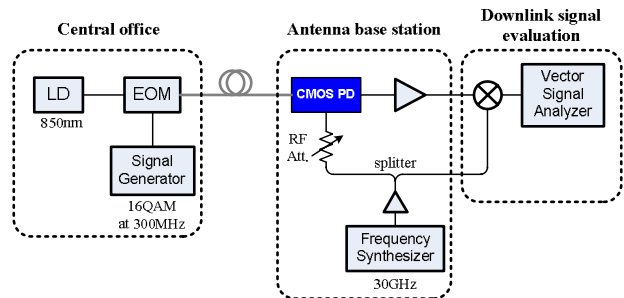 Central office
Antenna base station
Downlink signal
evaluation
LD
850nm
EOM
Signal
Generator
16QAM
at 300MHz
CMOS PD
RF
Att.
splitter
Frequency
Synthesizer
30GHz
Vector
Signal
Analyzer